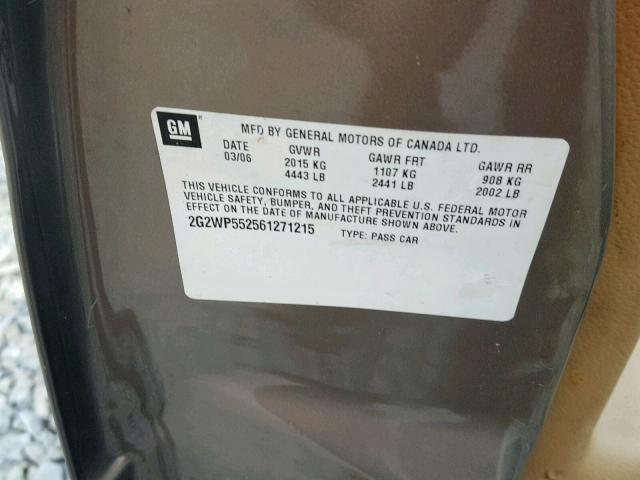 GM
MFD BY GENERAL MOTORS OF CANADA LTD.
DATE GVWR GAWR FRT GAWR RR
03/06 2015 KG 1107 KG 908 KG
4443 LB 2441 LB 2002 LB
THIS VEHICLE CONFORMS TO ALL APPLICABLE U.S. FEDERAL MOTOR
VEHICLE SAFETY, BUMPER, AND THEFT PREVENTION STANDARDS IN
EFFECT ON THE DATE OF MANUFACTURE SHOWN ABOVE.
2G2WP552561271215 TYPE: PASS CAR